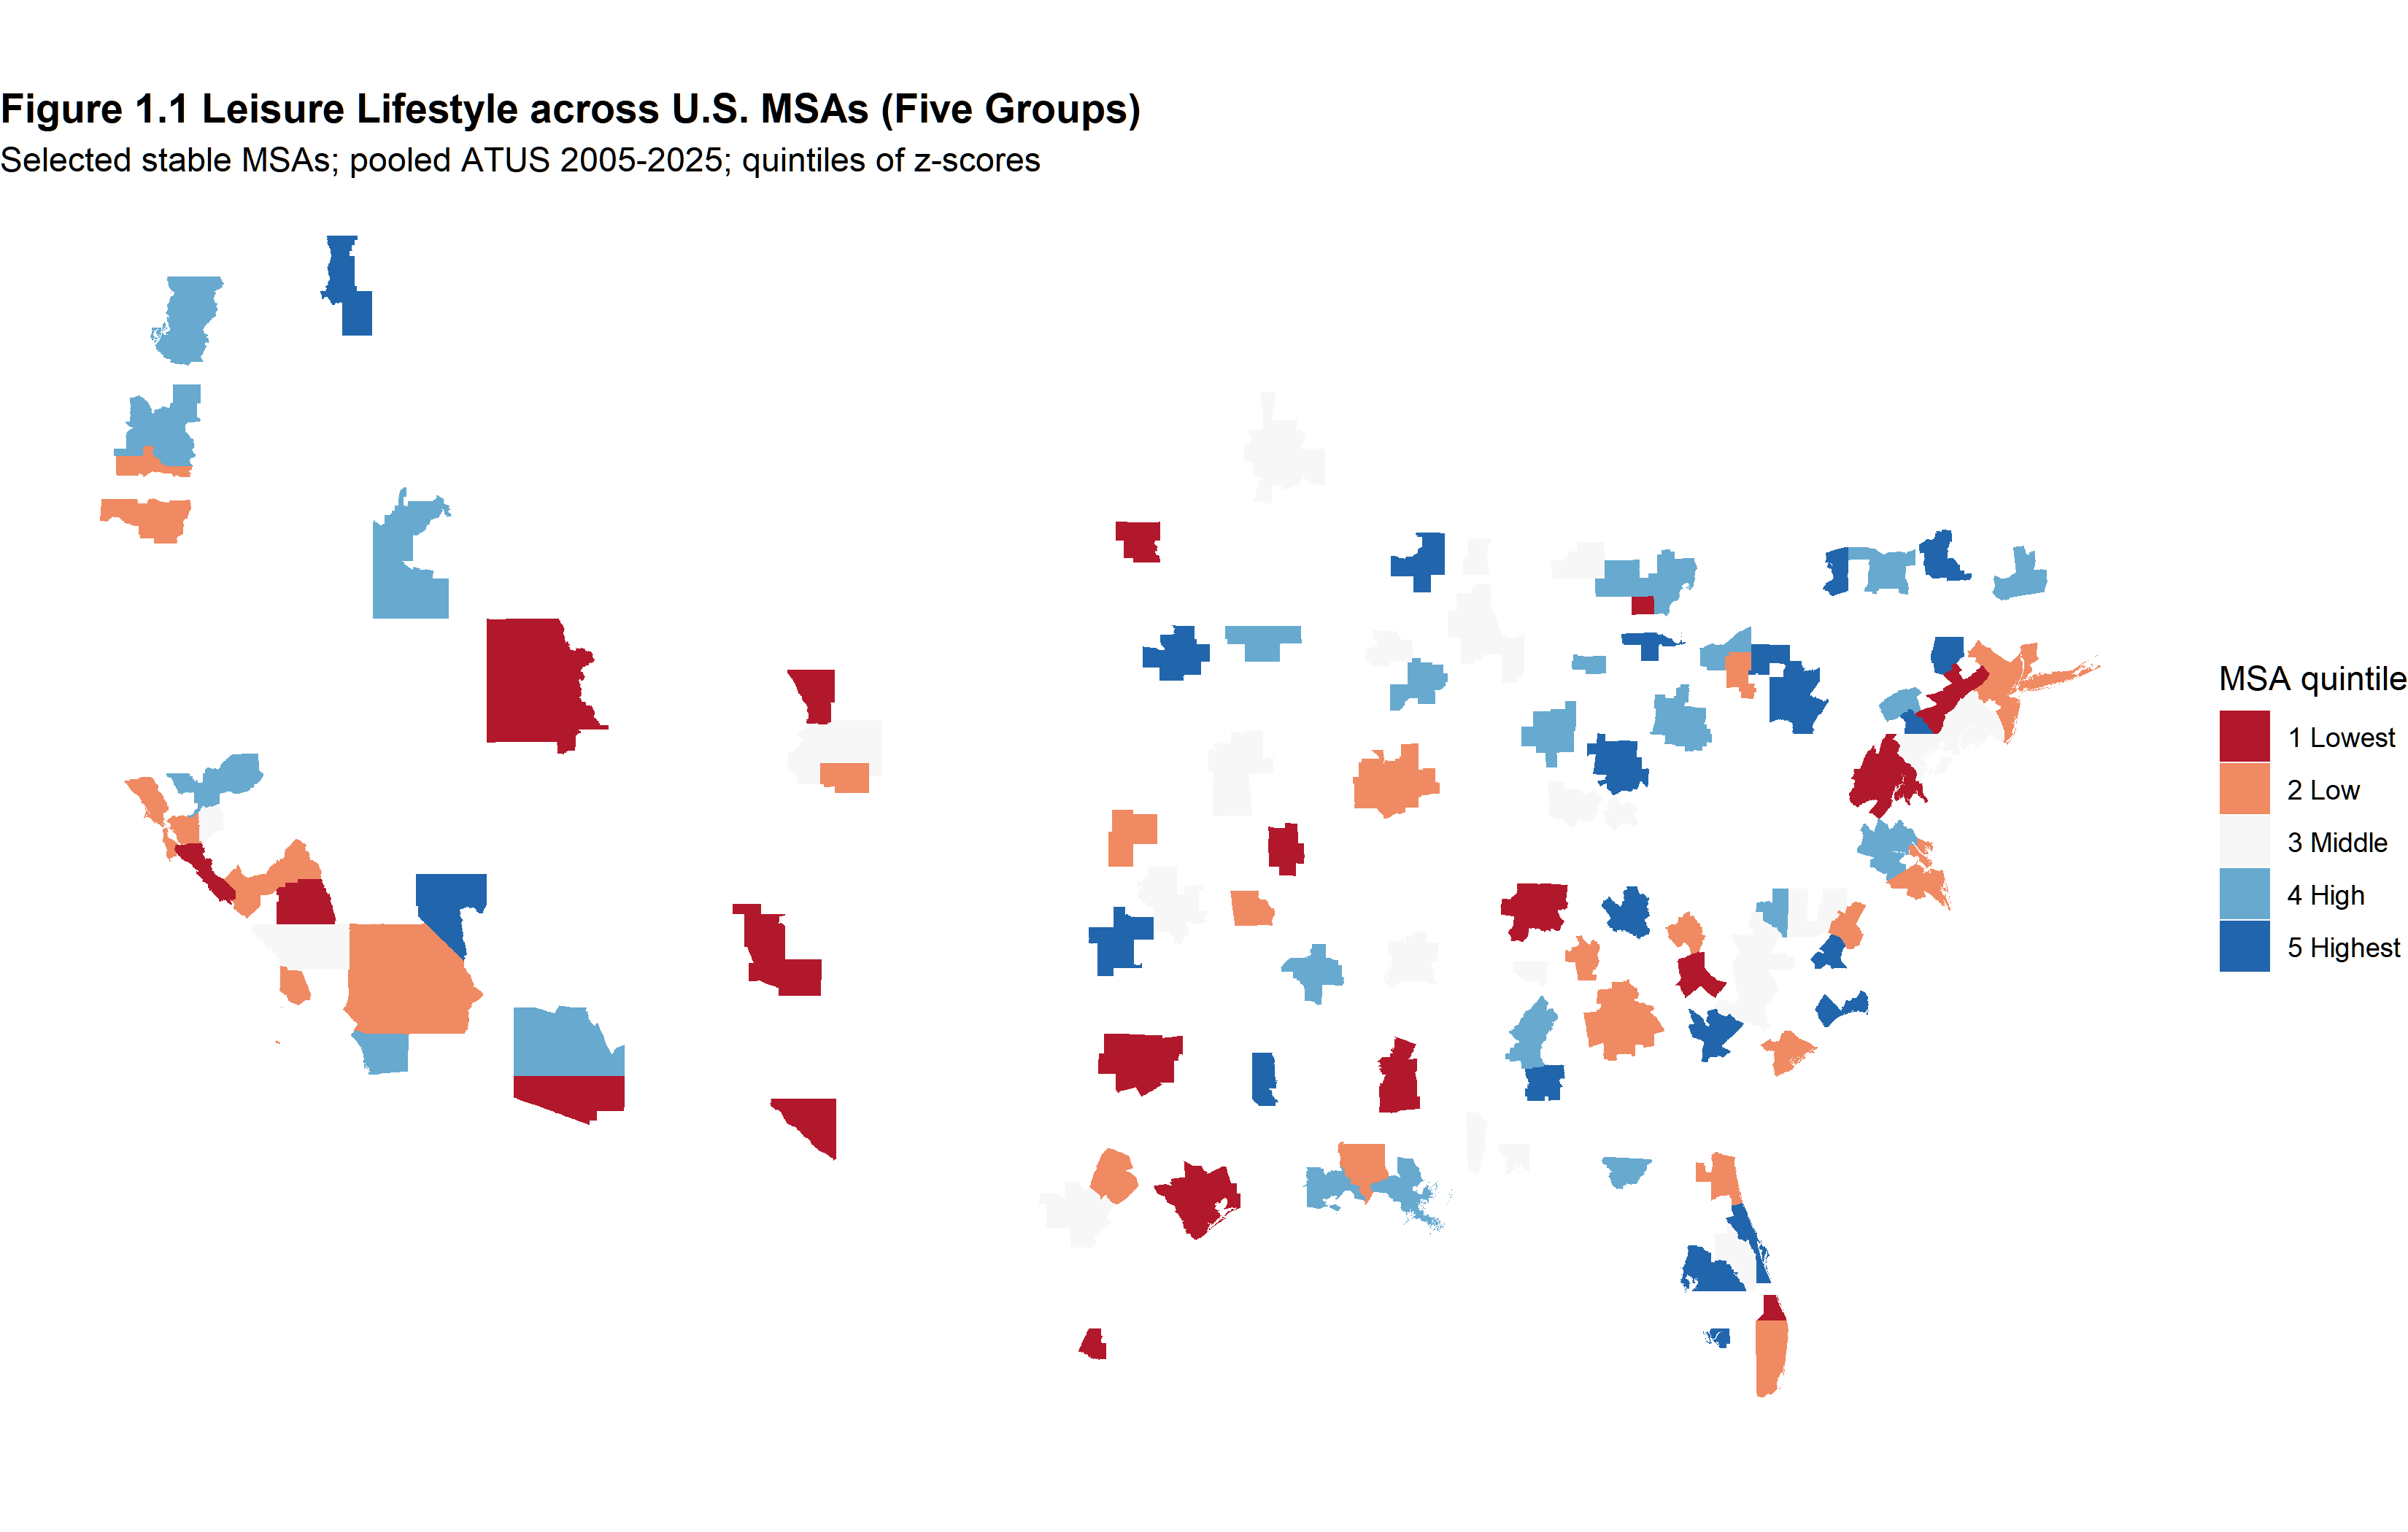 Figure 1.1 Leisure Lifestyle across U.S. MSAs (Five Groups)
Selected stable MSAs; pooled ATUS 2005-2025; quintiles of z-scores
MSA quintile
1 Lowest
2 Low
3 Middle
4 High
5 Highest